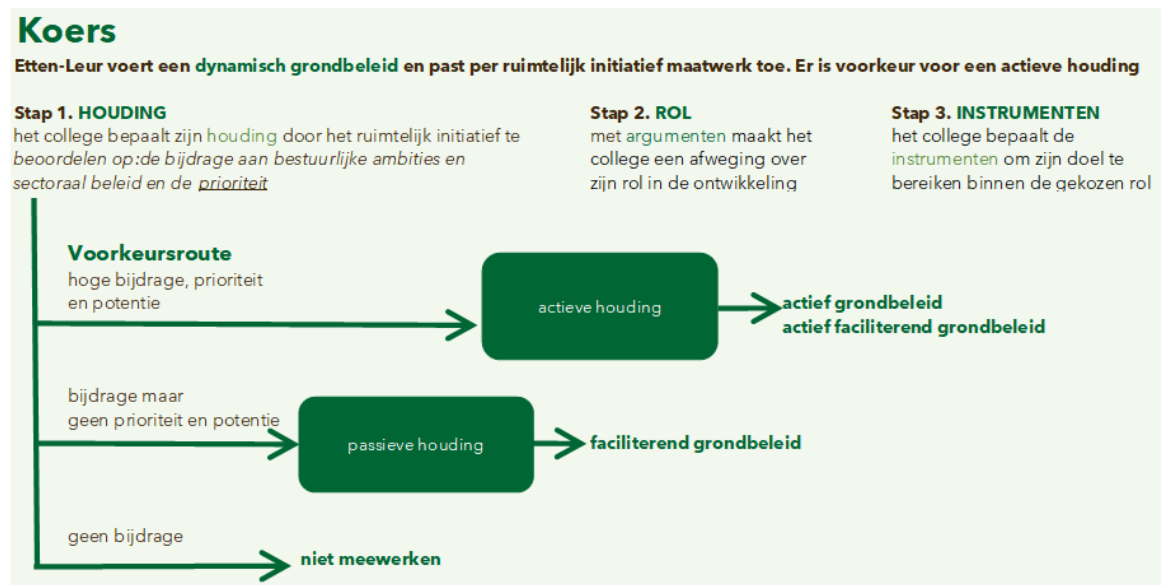 Koers
Etten-Leur voert een dynamisch grondbeleid en past per ruimtelijk initiatief maatwerk toe. Er is voorkeur voor een actieve houding
Stap 1. HOUDING
het college bepaalt zijn houding door het ruimtelijk initiatief te
beoordelen op:de bijdrage aan bestuurlijke ambities en
sectoraal beleid en de prioriteit
Stap 2. ROL
met argumenten maakt het
college een afweging over
zijn rol in de ontwikkeling
Stap 3. INSTRUMENTEN
het college bepaalt de
instrumenten om zijn doel te
bereiken binnen de gekozen rol
Voorkeursroute
hoge bijdrage, prioriteit
en potentie
actieve houding
actief grondbeleid
actief faciliterend grondbeleid
bijdrage maar
geen prioriteit en potentie
passieve houding
faciliterend grondbeleid
geen bijdrage
niet meewerken